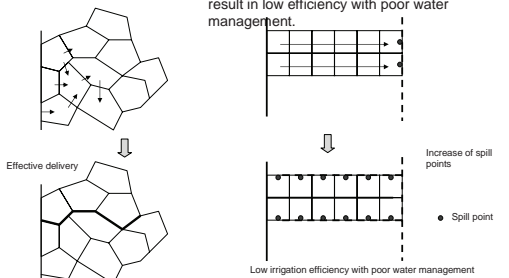 result in low efficiency with poor water
management.
Effective delivery
Increase of spill
points
Spill point
Low irrigation efficiency with poor water management